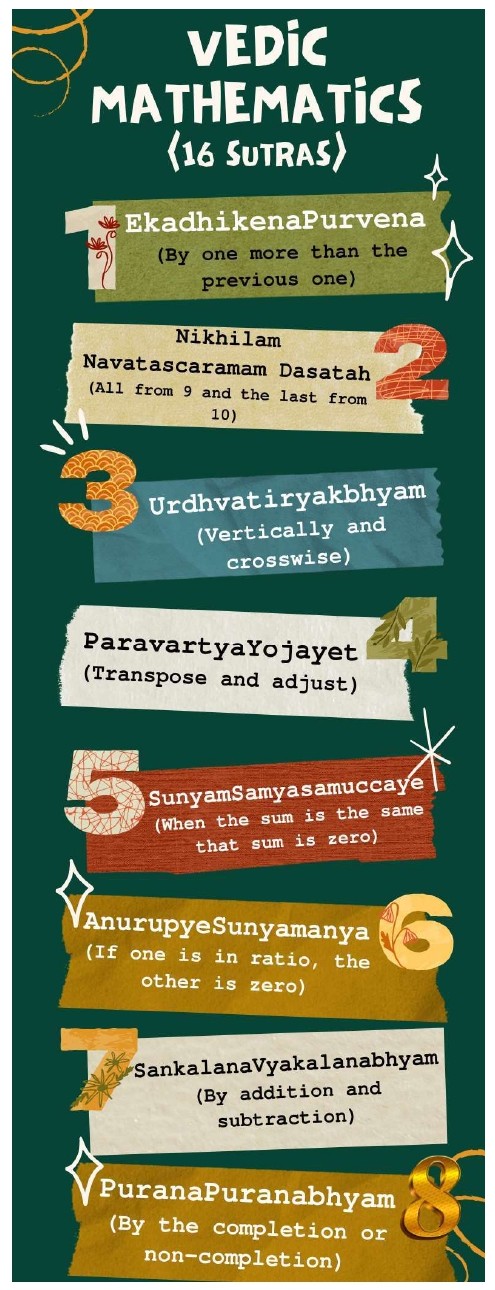 VEDIC
MATHEMATICS
(16 SUTRAS)
1
EkadhikenaPurvena
(By one more than the
previous one)
2
Nikhilam
Navatascaramam Dasatah
(All from 9 and the last from
10)
3
Urdhvatiryakbhyam
(Vertically and
crosswise)
4
ParavartyaYojayet
(Transpose and adjust)
5
SunyamSamyasamuccaye
(When the sum is the same
that sum is zero)
6
AnurupyeSunyamanya
(If one is in ratio, the
other is zero)
7
SankalanaVyakalanabhyam
(By addition and
subtraction)
8
PuranaPuranabhyam
(By the completion or
non-completion)